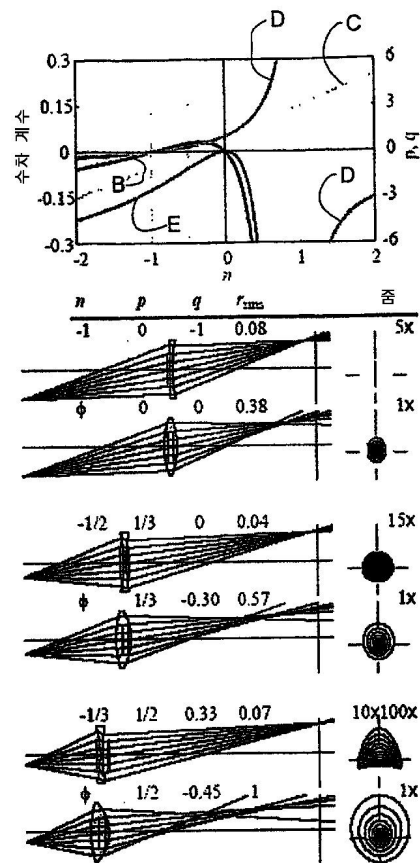 D
C
0.3
6
0.15
3
수차 계수
0
0
p, q
B
D
-0.15
-3
E
-0.3
-6
-2
-1
0
1
2
n
n p q r_rms 줌
-1 0 -1 0.08 5x
ϕ 0 0 0.38 1x
-1/2 1/3 0 0.04 15x
ϕ 1/3 -0.30 0.57 1x
-1/3 1/2 0.33 0.07 10x100x
ϕ 1/2 -0.45 1 1x